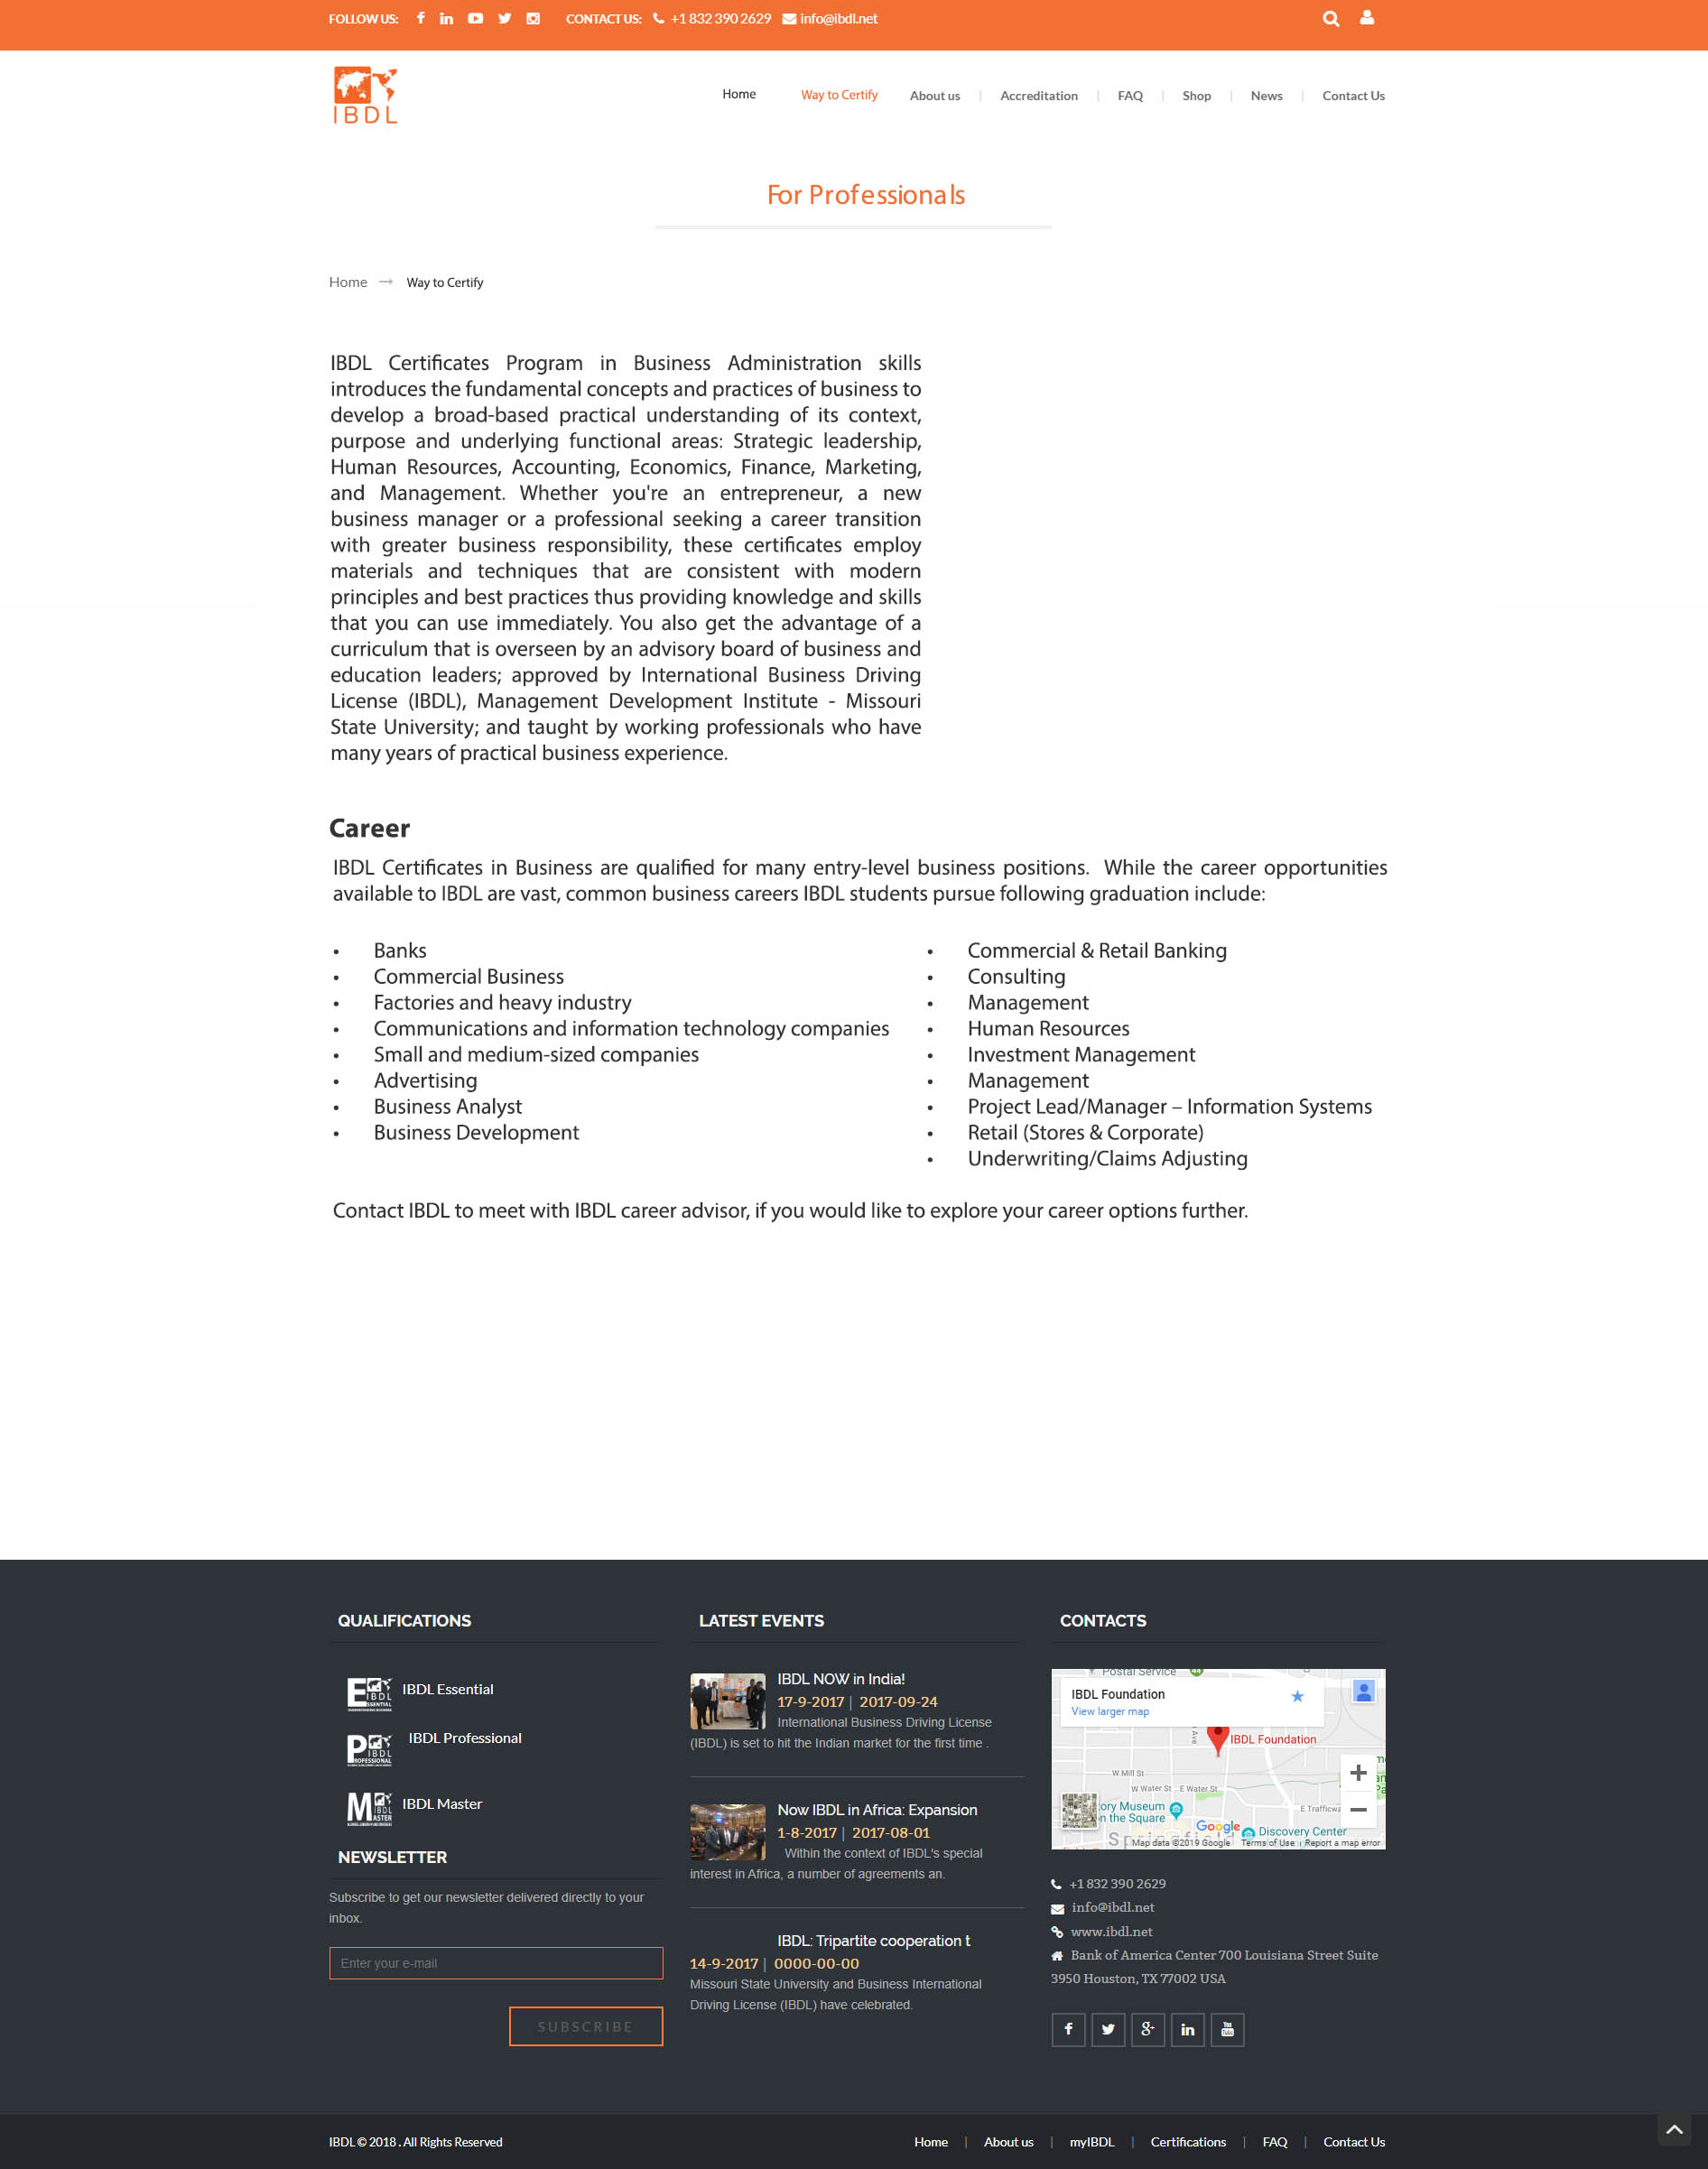 FOLLOW US: CONTACT US: +1 832 390 2629 info@ibdl.net
IBDL
Home Way to Certify About us | Accreditation | FAQ | Shop | News | Contact Us
For Professionals
Home → Way to Certify
IBDL Certificates Program in Business Administration skills
introduces the fundamental concepts and practices of business to
develop a broad-based practical understanding of its context,
purpose and underlying functional areas: Strategic leadership,
Human Resources, Accounting, Economics, Finance, Marketing,
and Management. Whether you're an entrepreneur, a new
business manager or a professional seeking a career transition
with greater business responsibility, these certificates employ
materials and techniques that are consistent with modern
principles and best practices thus providing knowledge and skills
that you can use immediately. You also get the advantage of a
curriculum that is overseen by an advisory board of business and
education leaders; approved by International Business Driving
License (IBDL), Management Development Institute - Missouri
State University; and taught by working professionals who have
many years of practical business experience.
Career
IBDL Certificates in Business are qualified for many entry-level business positions. While the career opportunities
available to IBDL are vast, common business careers IBDL students pursue following graduation include:
• Banks
• Commercial Business
• Factories and heavy industry
• Communications and information technology companies
• Small and medium-sized companies
• Advertising
• Business Analyst
• Business Development
• Commercial & Retail Banking
• Consulting
• Management
• Human Resources
• Investment Management
• Management
• Project Lead/Manager – Information Systems
• Retail (Stores & Corporate)
• Underwriting/Claims Adjusting
Contact IBDL to meet with IBDL career advisor, if you would like to explore your career options further.
QUALIFICATIONS
IBDL Essential
IBDL Professional
IBDL Master
NEWSLETTER
Subscribe to get our newsletter delivered directly to your
inbox.
Enter your e-mail
SUBSCRIBE
LATEST EVENTS
IBDL NOW in India!
17-9-2017 | 2017-09-24
International Business Driving License
(IBDL) is set to hit the Indian market for the first time .
Now IBDL in Africa: Expansion
1-8-2017 | 2017-08-01
Within the context of IBDL's special
interest in Africa, a number of agreements an.
IBDL: Tripartite cooperation t
14-9-2017 | 0000-00-00
Missouri State University and Business International
Driving License (IBDL) have celebrated.
CONTACTS
Postal Service
IBDL Foundation
View larger map
IBDL Foundation
W Mill St
W Water St E Water St
ory Museum
n the Square
E Trafficwa
Google
Discovery Center
Map data ©2019 Google Terms of Use Report a map error
+1 832 390 2629
info@ibdl.net
www.ibdl.net
Bank of America Center 700 Louisiana Street Suite
3950 Houston, TX 77002 USA
IBDL © 2018 . All Rights Reserved
Home | About us | myIBDL | Certifications | FAQ | Contact Us